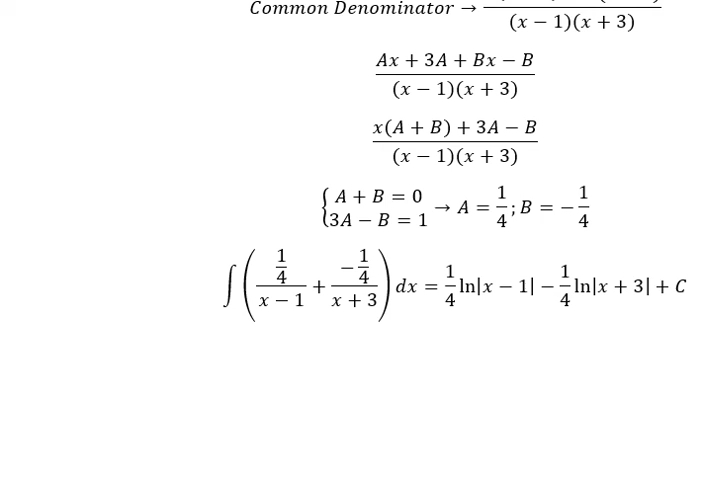 Common Denominator → / (x − 1)(x + 3)
Ax + 3A + Bx − B / (x − 1)(x + 3)
x(A + B) + 3A − B / (x − 1)(x + 3)
{ A + B = 0 3A − B = 1 → A = 1/4 ; B = − 1/4
∫ ( 1/4 / x − 1 + − 1/4 / x + 3 ) dx = 1/4 ln|x − 1| − 1/4 ln|x + 3| + C